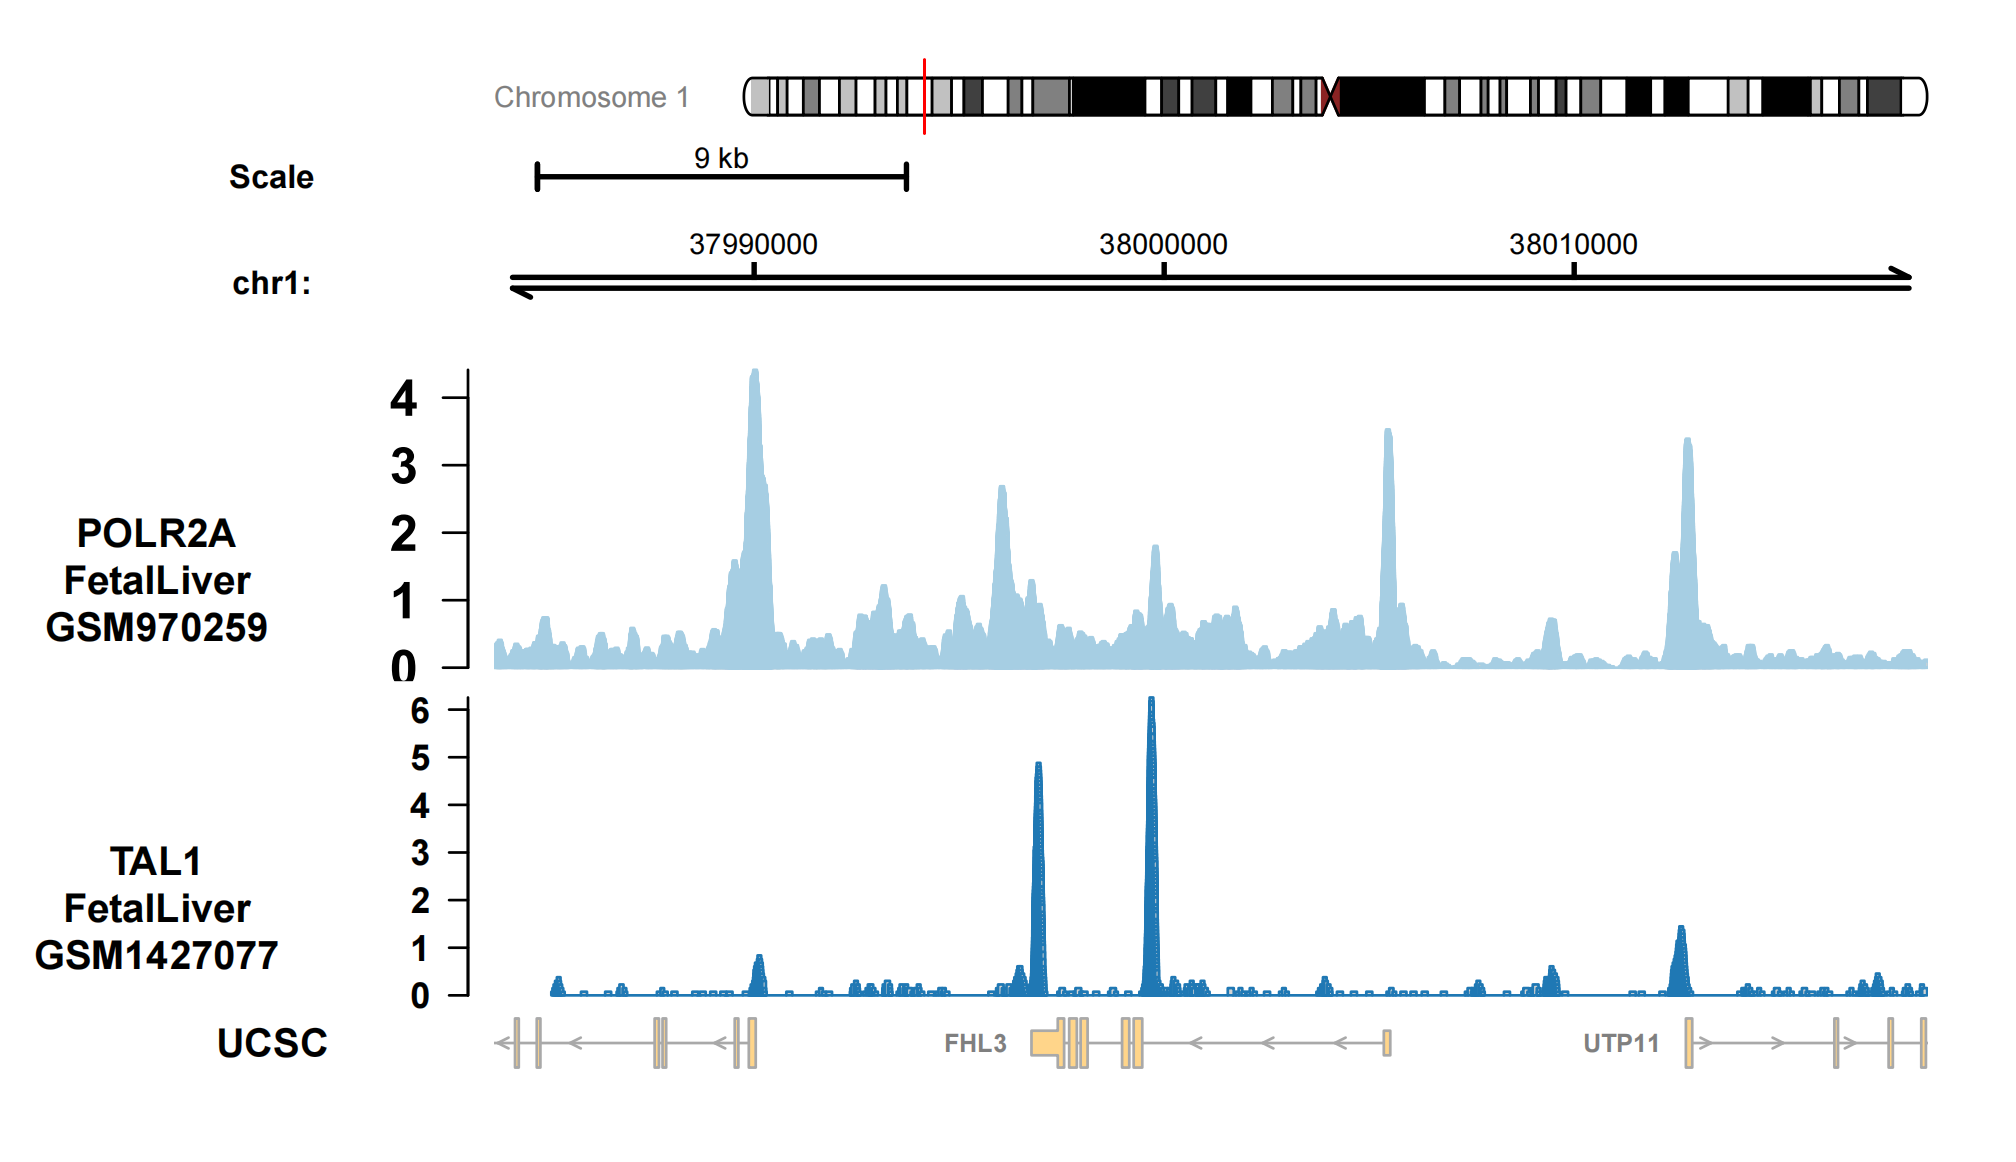 Chromosome 1
Scale
9 kb
37990000 38000000 38010000
chr1:
4
3
2
1
0
POLR2A
FetalLiver
GSM970259
6
5
4
3
2
1
0
TAL1
FetalLiver
GSM1427077
UCSC
FHL3
UTP11